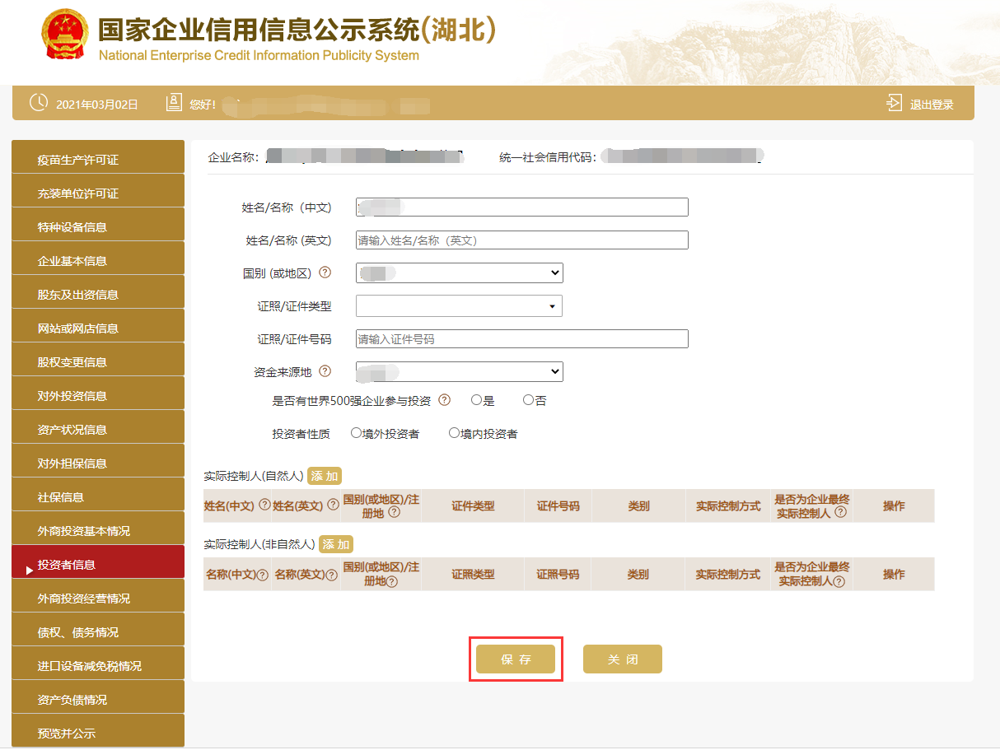 国家企业信用信息公示系统(湖北)
National Enterprise Credit Information Publicity System
2021年03月02日
您好!
退出登录
疫苗生产许可证
充装单位许可证
特种设备信息
企业基本信息
股东及出资信息
网站或网店信息
股权变更信息
对外投资信息
资产状况信息
对外担保信息
社保信息
外商投资基本情况
投资者信息
外商投资经营情况
债权、债务情况
进口设备减免税情况
资产负债情况
预览并公示
企业名称： 统一社会信用代码：
姓名/名称（中文)
姓名/名称 (英文) 请输入姓名/名称（英文）
国别 (或地区) ?
证照/证件类型
证照/证件号码 请输入证件号码
资金来源地 ?
是否有世界500强企业参与投资 ? 是 否
投资者性质 境外投资者 境内投资者
实际控制人(自然人) 添 加
姓名(中文) ? 姓名(英文) ? 国别(或地区)/注册地 ? 证件类型 证件号码 类别 实际控制方式 是否为企业最终实际控制人 ? 操作
实际控制人(非自然人) 添 加
名称(中文)? 名称(英文)? 国别(或地区)/注册地? 证照类型 证照号码 类别 实际控制方式 是否为企业最终实际控制人? 操作
保 存 关 闭